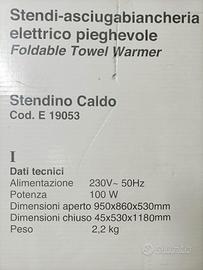 Stendi-asciugabiancheria
elettrico pieghevole
Foldable Towel Warmer
Stendino Caldo
Cod. E 19053
I
Dati tecnici
Alimentazione 230V~ 50Hz
Potenza 100 W
Dimensioni aperto 950x860x530mm
Dimensioni chiuso 45x530x1180mm
Peso 2,2 kg